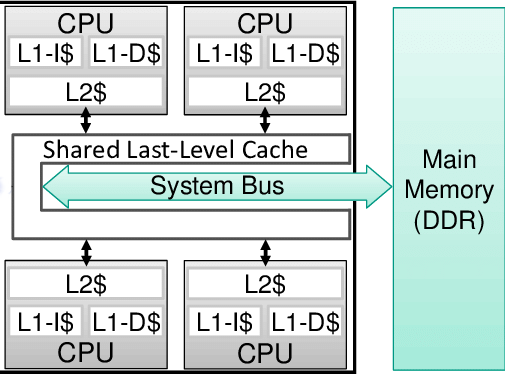 CPU
L1-I$ L1-D$
L2$
CPU
L1-I$ L1-D$
L2$
Shared Last-Level Cache
System Bus
Main
Memory
(DDR)
L2$
L1-I$ L1-D$
CPU
L2$
L1-I$ L1-D$
CPU